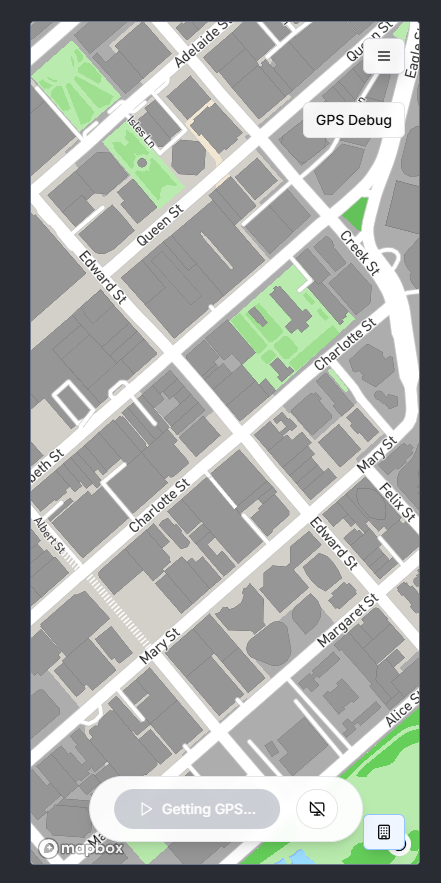 Adelaide St
Queen St
Eagle S
GPS Debug
Isles Ln
Queen St
Creek St
Edward St
Charlotte St
beth St
Mary St
Charlotte St
Felix St
Albert St
Edward St
Margaret St
Mary St
Alice St
Getting GPS...
Ma
mapbox